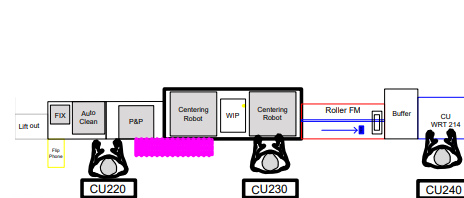 Lift out
FIX
Auto
Clean
P&P
Centering
Robot
WIP
Centering
Robot
Roller FM
Buffer
CU
WRT 214
Flip
Phone
CU220
CU230
CU240